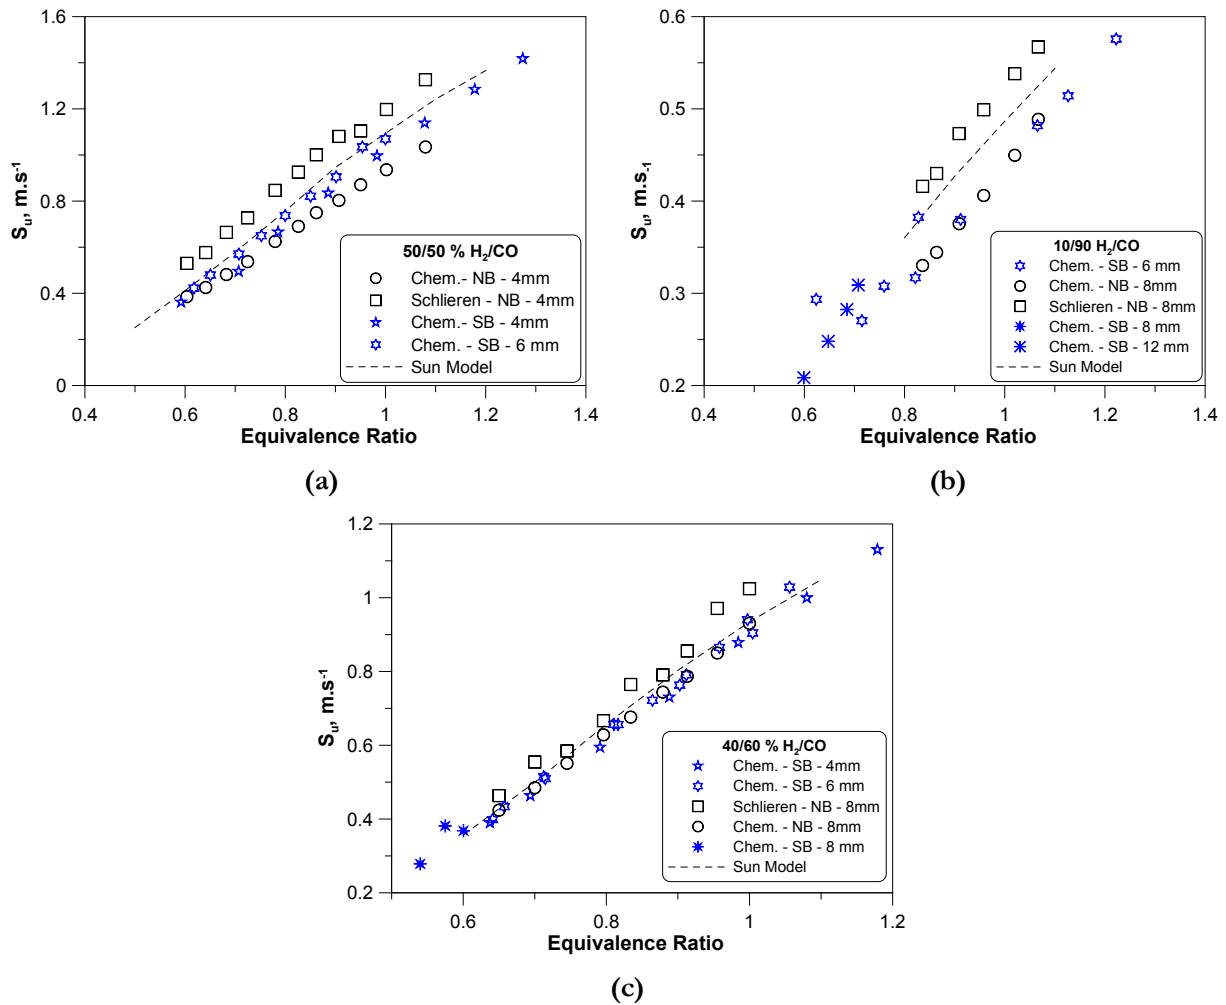 1.6
1.2
0.8
0.4
0
0.4
0.6
0.8
1
1.2
1.4
Sᵤ, m.s⁻¹
Equivalence Ratio
50/50 % H₂/CO
Chem.- NB - 4mm
Schlieren - NB - 4mm
Chem.- SB - 4mm
Chem. - SB - 6 mm
Sun Model
(a)
0.6
0.5
0.4
0.3
0.2
0.4
0.6
0.8
1
1.2
1.4
Sᵤ, m.s₋₁
Equivalence Ratio
10/90 H₂/CO
Chem. - SB - 6 mm
Chem. - NB - 8mm
Schlieren - NB - 8mm
Chem. - SB - 8 mm
Chem. - SB - 12 mm
Sun Model
(b)
1.2
1
0.8
0.6
0.4
0.2
0.6
0.8
1
1.2
Sᵤ, m.s⁻¹
Equivalence Ratio
40/60 % H₂/CO
Chem. - SB - 4mm
Chem. - SB - 6 mm
Schlieren - NB - 8mm
Chem. - NB - 8mm
Chem. - SB - 8 mm
Sun Model
(c)